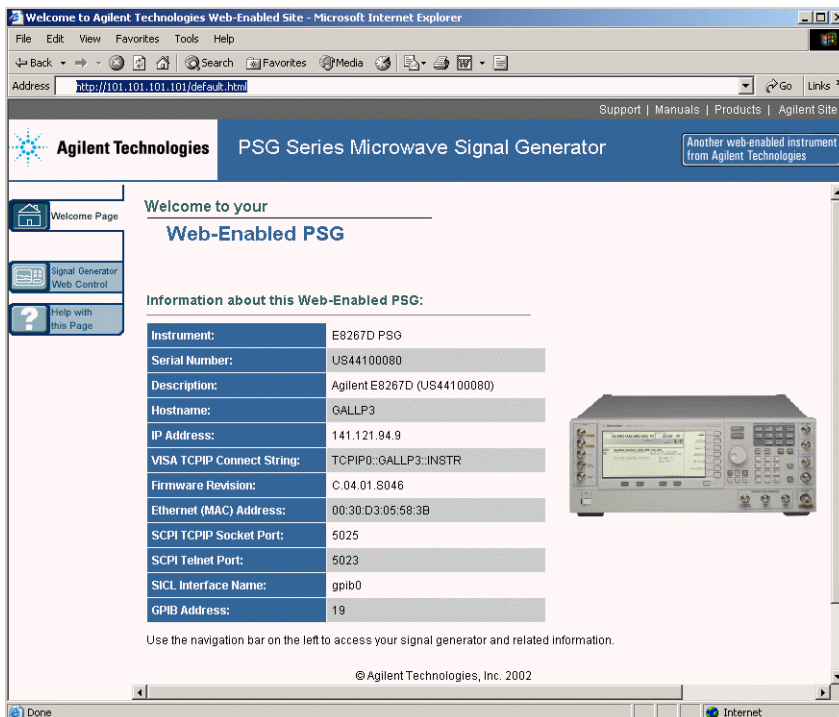 Welcome to Agilent Technologies Web-Enabled Site - Microsoft Internet Explorer
File Edit View Favorites Tools Help
Back Search Favorites Media
Address http://101.101.101.101/default.html Go Links
Support | Manuals | Products | Agilent Site
Agilent Technologies PSG Series Microwave Signal Generator
Another web-enabled instrument
from Agilent Technologies
Welcome Page
Signal Generator
Web Control
Help with
this Page
Welcome to your
Web-Enabled PSG
Information about this Web-Enabled PSG:
Instrument: E8267D PSG
Serial Number: US44100080
Description: Agilent E8267D (US44100080)
Hostname: GALLP3
IP Address: 141.121.94.9
VISA TCPIP Connect String: TCPIP0::GALLP3::INSTR
Firmware Revision: C.04.01.S046
Ethernet (MAC) Address: 00:30:D3:05:58:3B
SCPI TCPIP Socket Port: 5025
SCPI Telnet Port: 5023
SICL Interface Name: gpib0
GPIB Address: 19
Use the navigation bar on the left to access your signal generator and related information.
© Agilent Technologies, Inc. 2002
Done Internet